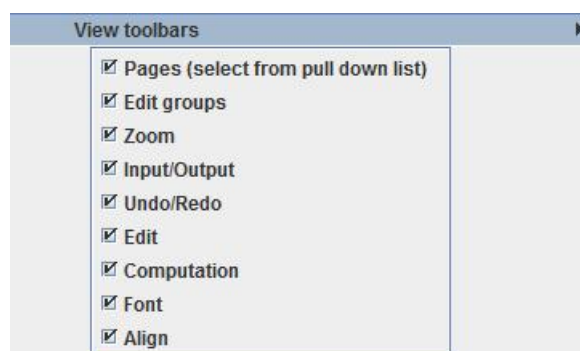 View toolbars
Pages (select from pull down list)
Edit groups
Zoom
Input/Output
Undo/Redo
Edit
Computation
Font
Align